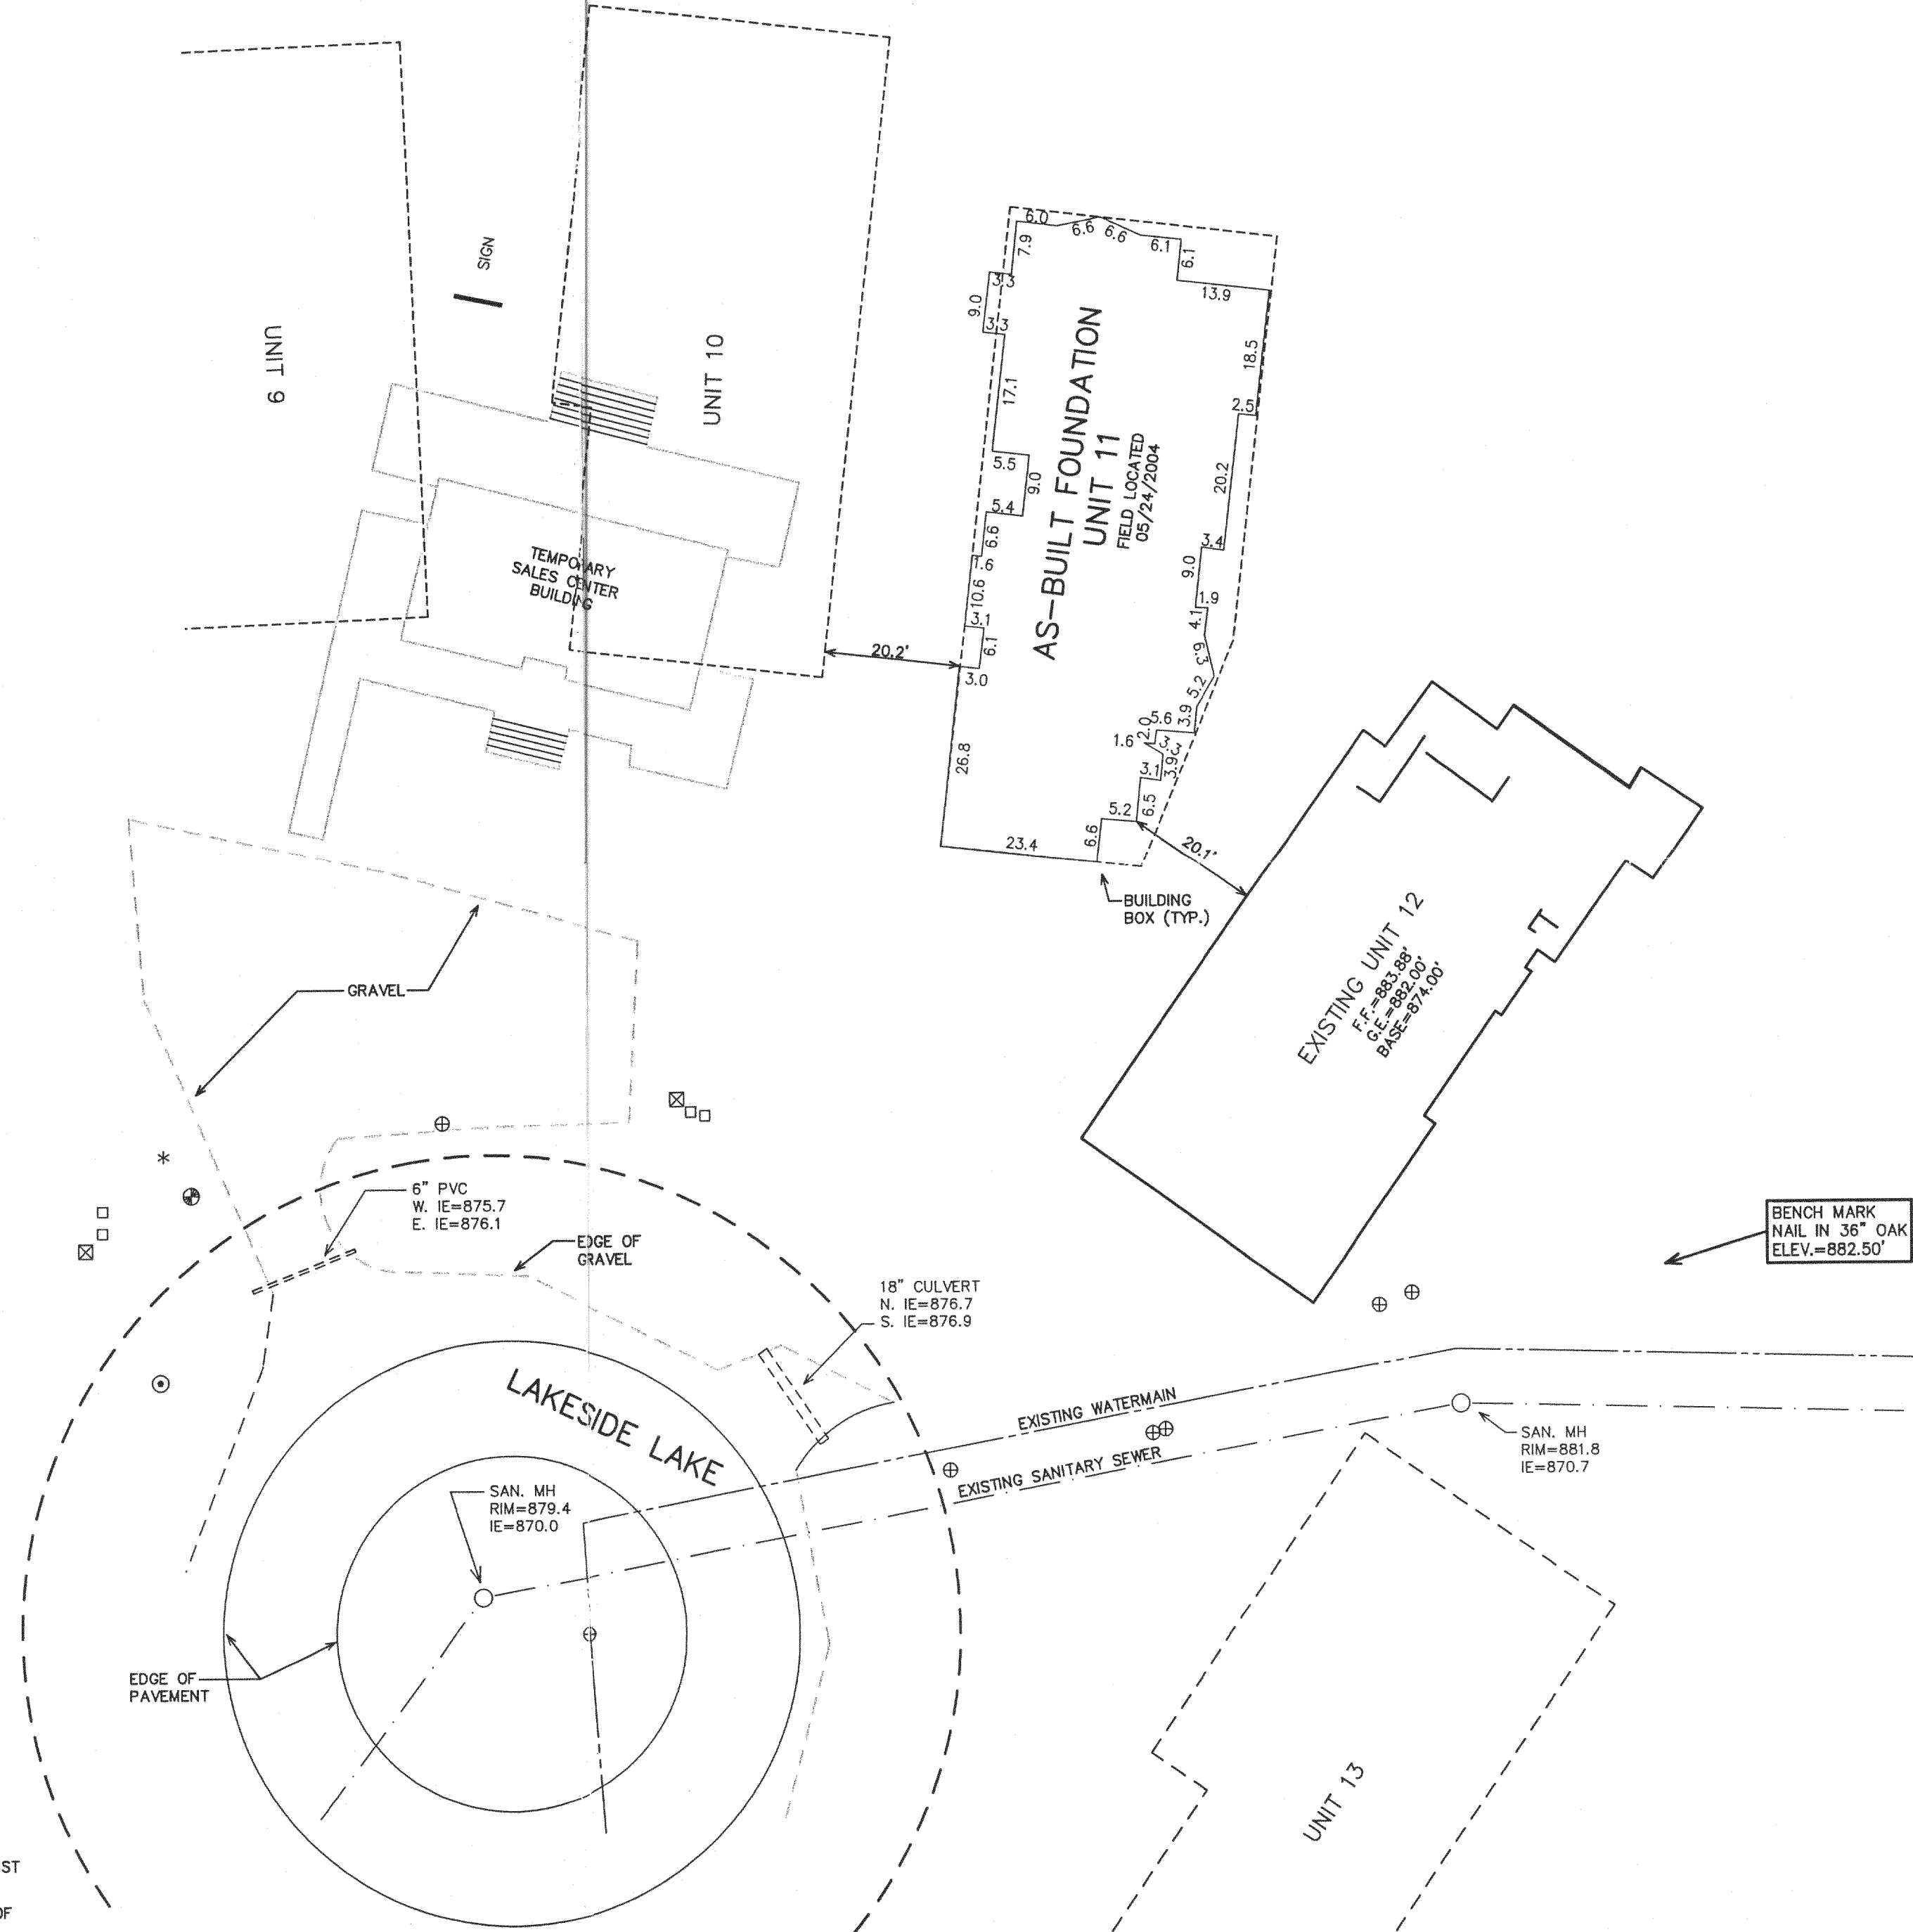 SIGN
UNIT 9
UNIT 10
TEMPORARY
SALES CENTER
BUILDING
6.0
6.6
6.6
6.1
6.1
7.9
3.3
9.0
3.3
13.9
18.5
17.1
2.5
5.5
9.0
20.2
5.4
6.6
3.4
1.6
9.0
10.6
1.9
4.1
3.1
6.1
6.3
3.0
5.2
3.9
5.6
2.0
1.6
3.3
3.9
3.1
26.8
6.5
5.2
6.6
23.4
AS-BUILT FOUNDATION
UNIT 11
FIELD LOCATED
05/24/2004
20.2'
20.1'
BUILDING
BOX (TYP.)
EXISTING UNIT 12
F.F.=883.88'
G.E.=882.00'
BASE=874.00'
GRAVEL
6" PVC
W. IE=875.7
E. IE=876.1
EDGE OF
GRAVEL
BENCH MARK
NAIL IN 36" OAK
ELEV.=882.50'
18" CULVERT
N. IE=876.7
S. IE=876.9
LAKESIDE LAKE
EXISTING WATERMAIN
EXISTING SANITARY SEWER
SAN. MH
RIM=881.8
IE=870.7
SAN. MH
RIM=879.4
IE=870.0
EDGE OF
PAVEMENT
UNIT 13
ST
OF